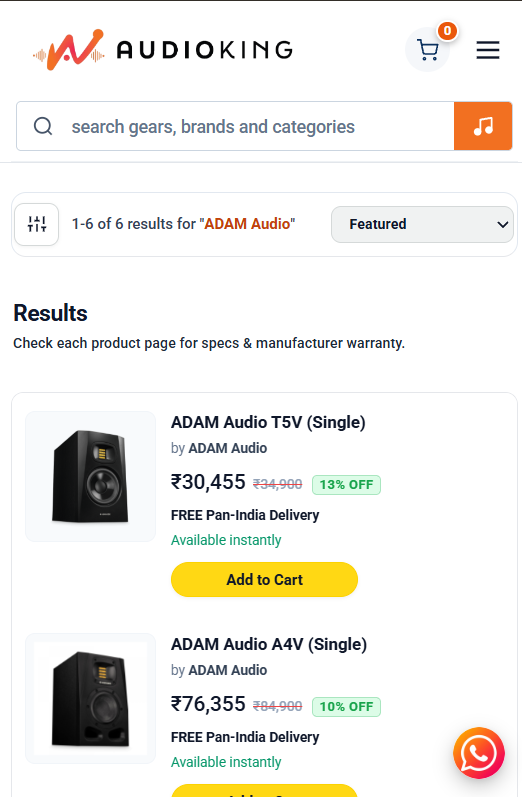 0
AUDIOKING
search gears, brands and categories
1-6 of 6 results for "ADAM Audio"
Featured
Results
Check each product page for specs & manufacturer warranty.
ADAM Audio T5V (Single)
by ADAM Audio
₹30,455 ₹34,900 13% OFF
FREE Pan-India Delivery
Available instantly
Add to Cart
ADAM Audio A4V (Single)
by ADAM Audio
₹76,355 ₹84,900 10% OFF
FREE Pan-India Delivery
Available instantly